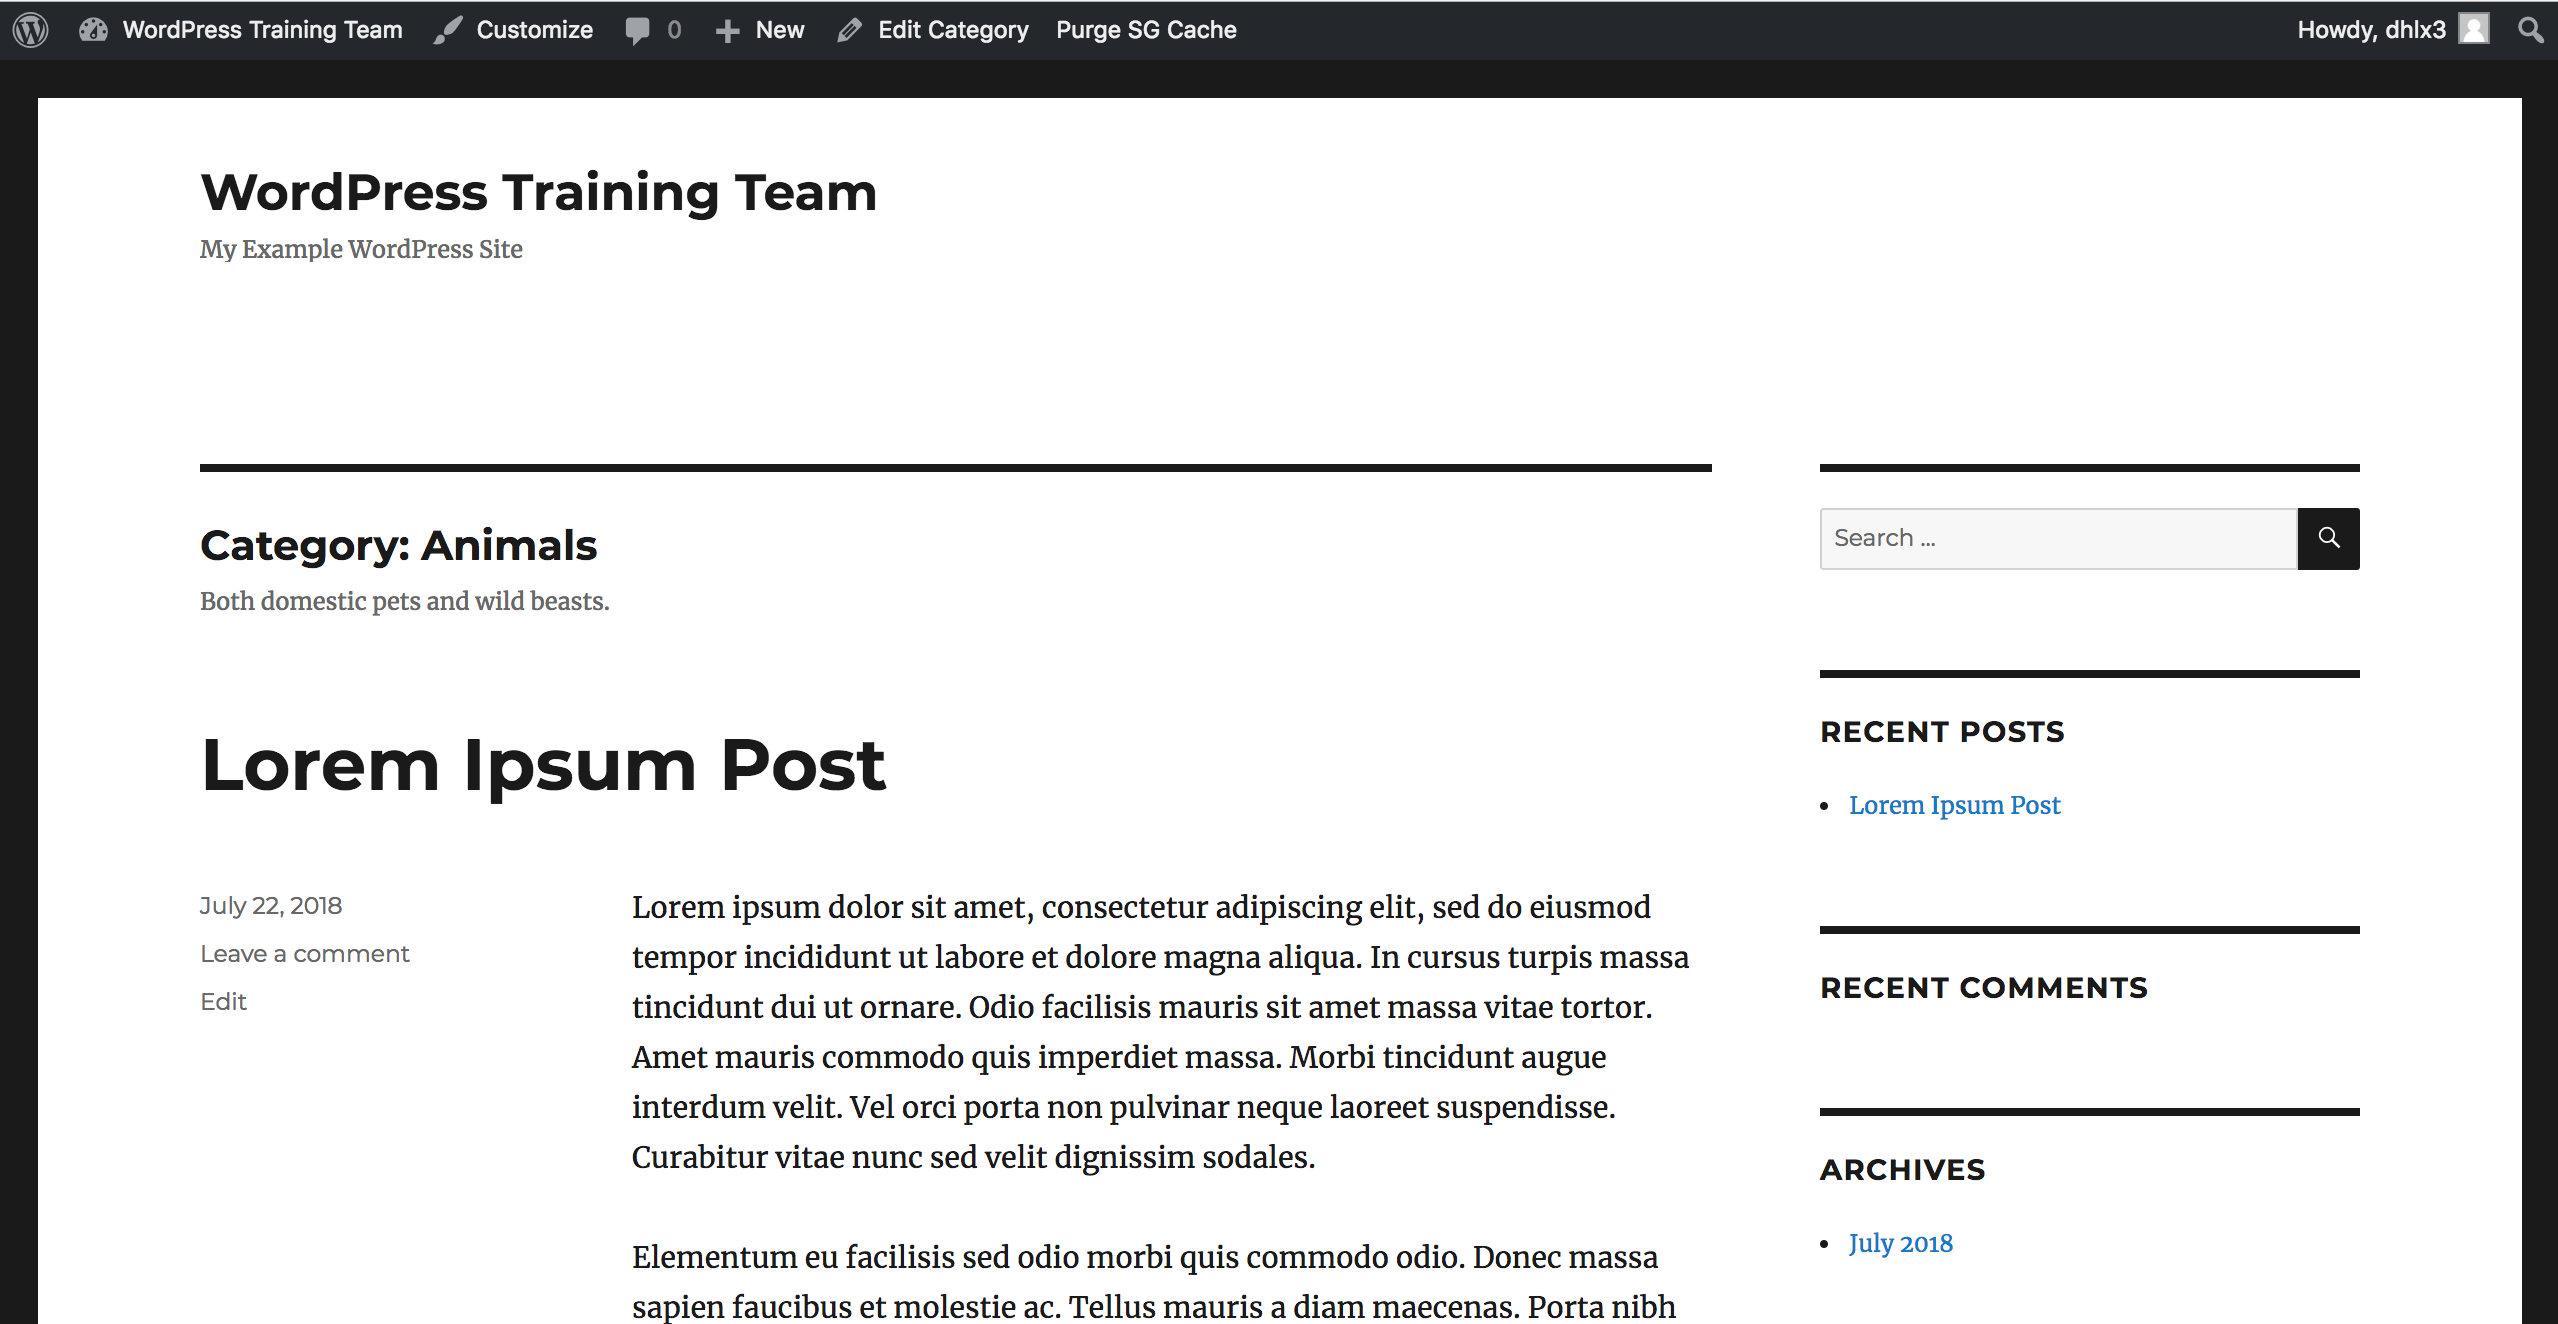 WordPress Training Team Customize 0 New Edit Category Purge SG Cache Howdy, dhlx3
WordPress Training Team
My Example WordPress Site
Category: Animals
Both domestic pets and wild beasts.
Lorem Ipsum Post
July 22, 2018
Leave a comment
Edit
Lorem ipsum dolor sit amet, consectetur adipiscing elit, sed do eiusmod
tempor incididunt ut labore et dolore magna aliqua. In cursus turpis massa
tincidunt dui ut ornare. Odio facilisis mauris sit amet massa vitae tortor.
Amet mauris commodo quis imperdiet massa. Morbi tincidunt augue
interdum velit. Vel orci porta non pulvinar neque laoreet suspendisse.
Curabitur vitae nunc sed velit dignissim sodales.
Elementum eu facilisis sed odio morbi quis commodo odio. Donec massa
sapien faucibus et molestie ac. Tellus mauris a diam maecenas. Porta nibh
Search ...
RECENT POSTS
Lorem Ipsum Post
RECENT COMMENTS
ARCHIVES
July 2018